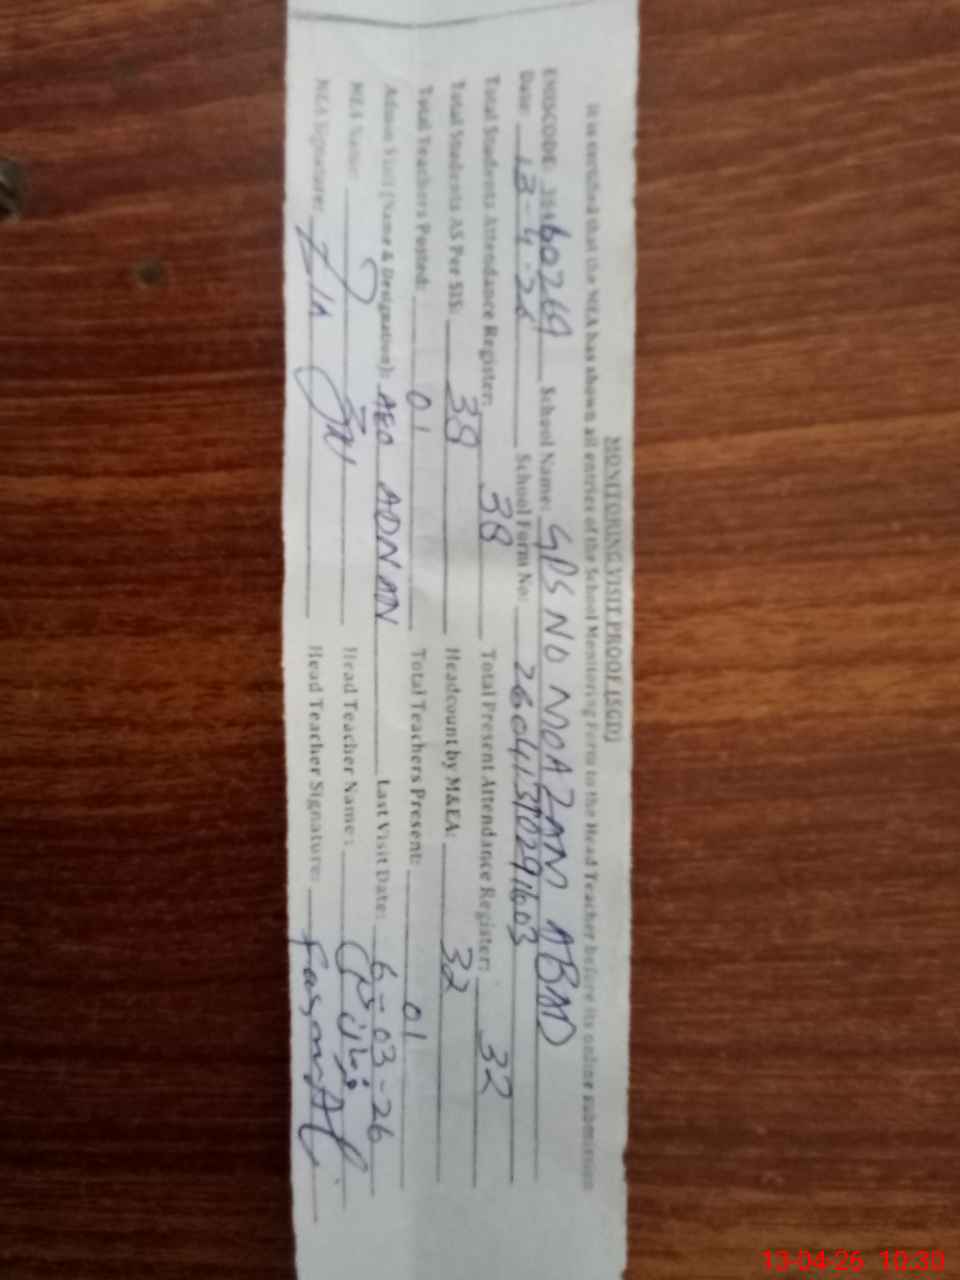 MONITORING VISIT PROOF (SGD)
It is certified that the MEA has shown all entries of the School Monitoring Form to the Head Teacher before its online submission
EMISCODE: 35460269 School Name: GPS NO MOAZAM ABAD
Date: 13-4-26 School Form No: 26041310291603
Total Students Attendance Register: 38 Total Present Attendance Register: 32
Total Students AS Per SIS: 38 Headcount by M&EA: 32
Total Teachers Posted: 01 Total Teachers Present: 01
Admin Visit (Name & Designation): AEO ADNAN Last Visit Date: 6-03-26
MEA Name: Head Teacher Name:
MEA Signature: Head Teacher Signature:
13-04-26 10:30